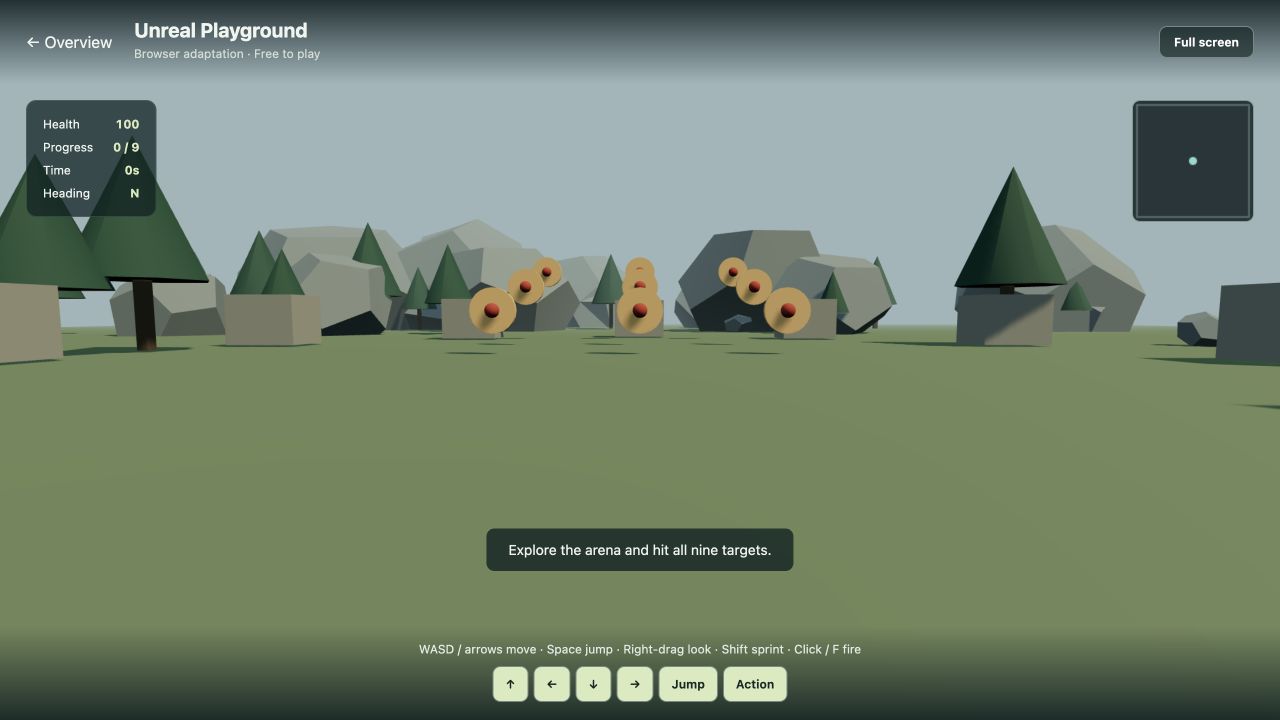 ← Overview
Unreal Playground
Browser adaptation · Free to play
Full screen
Health 100
Progress 0 / 9
Time 0s
Heading N
Explore the arena and hit all nine targets.
WASD / arrows move · Space jump · Right-drag look · Shift sprint · Click / F fire
↑ ← ↓ → Jump Action